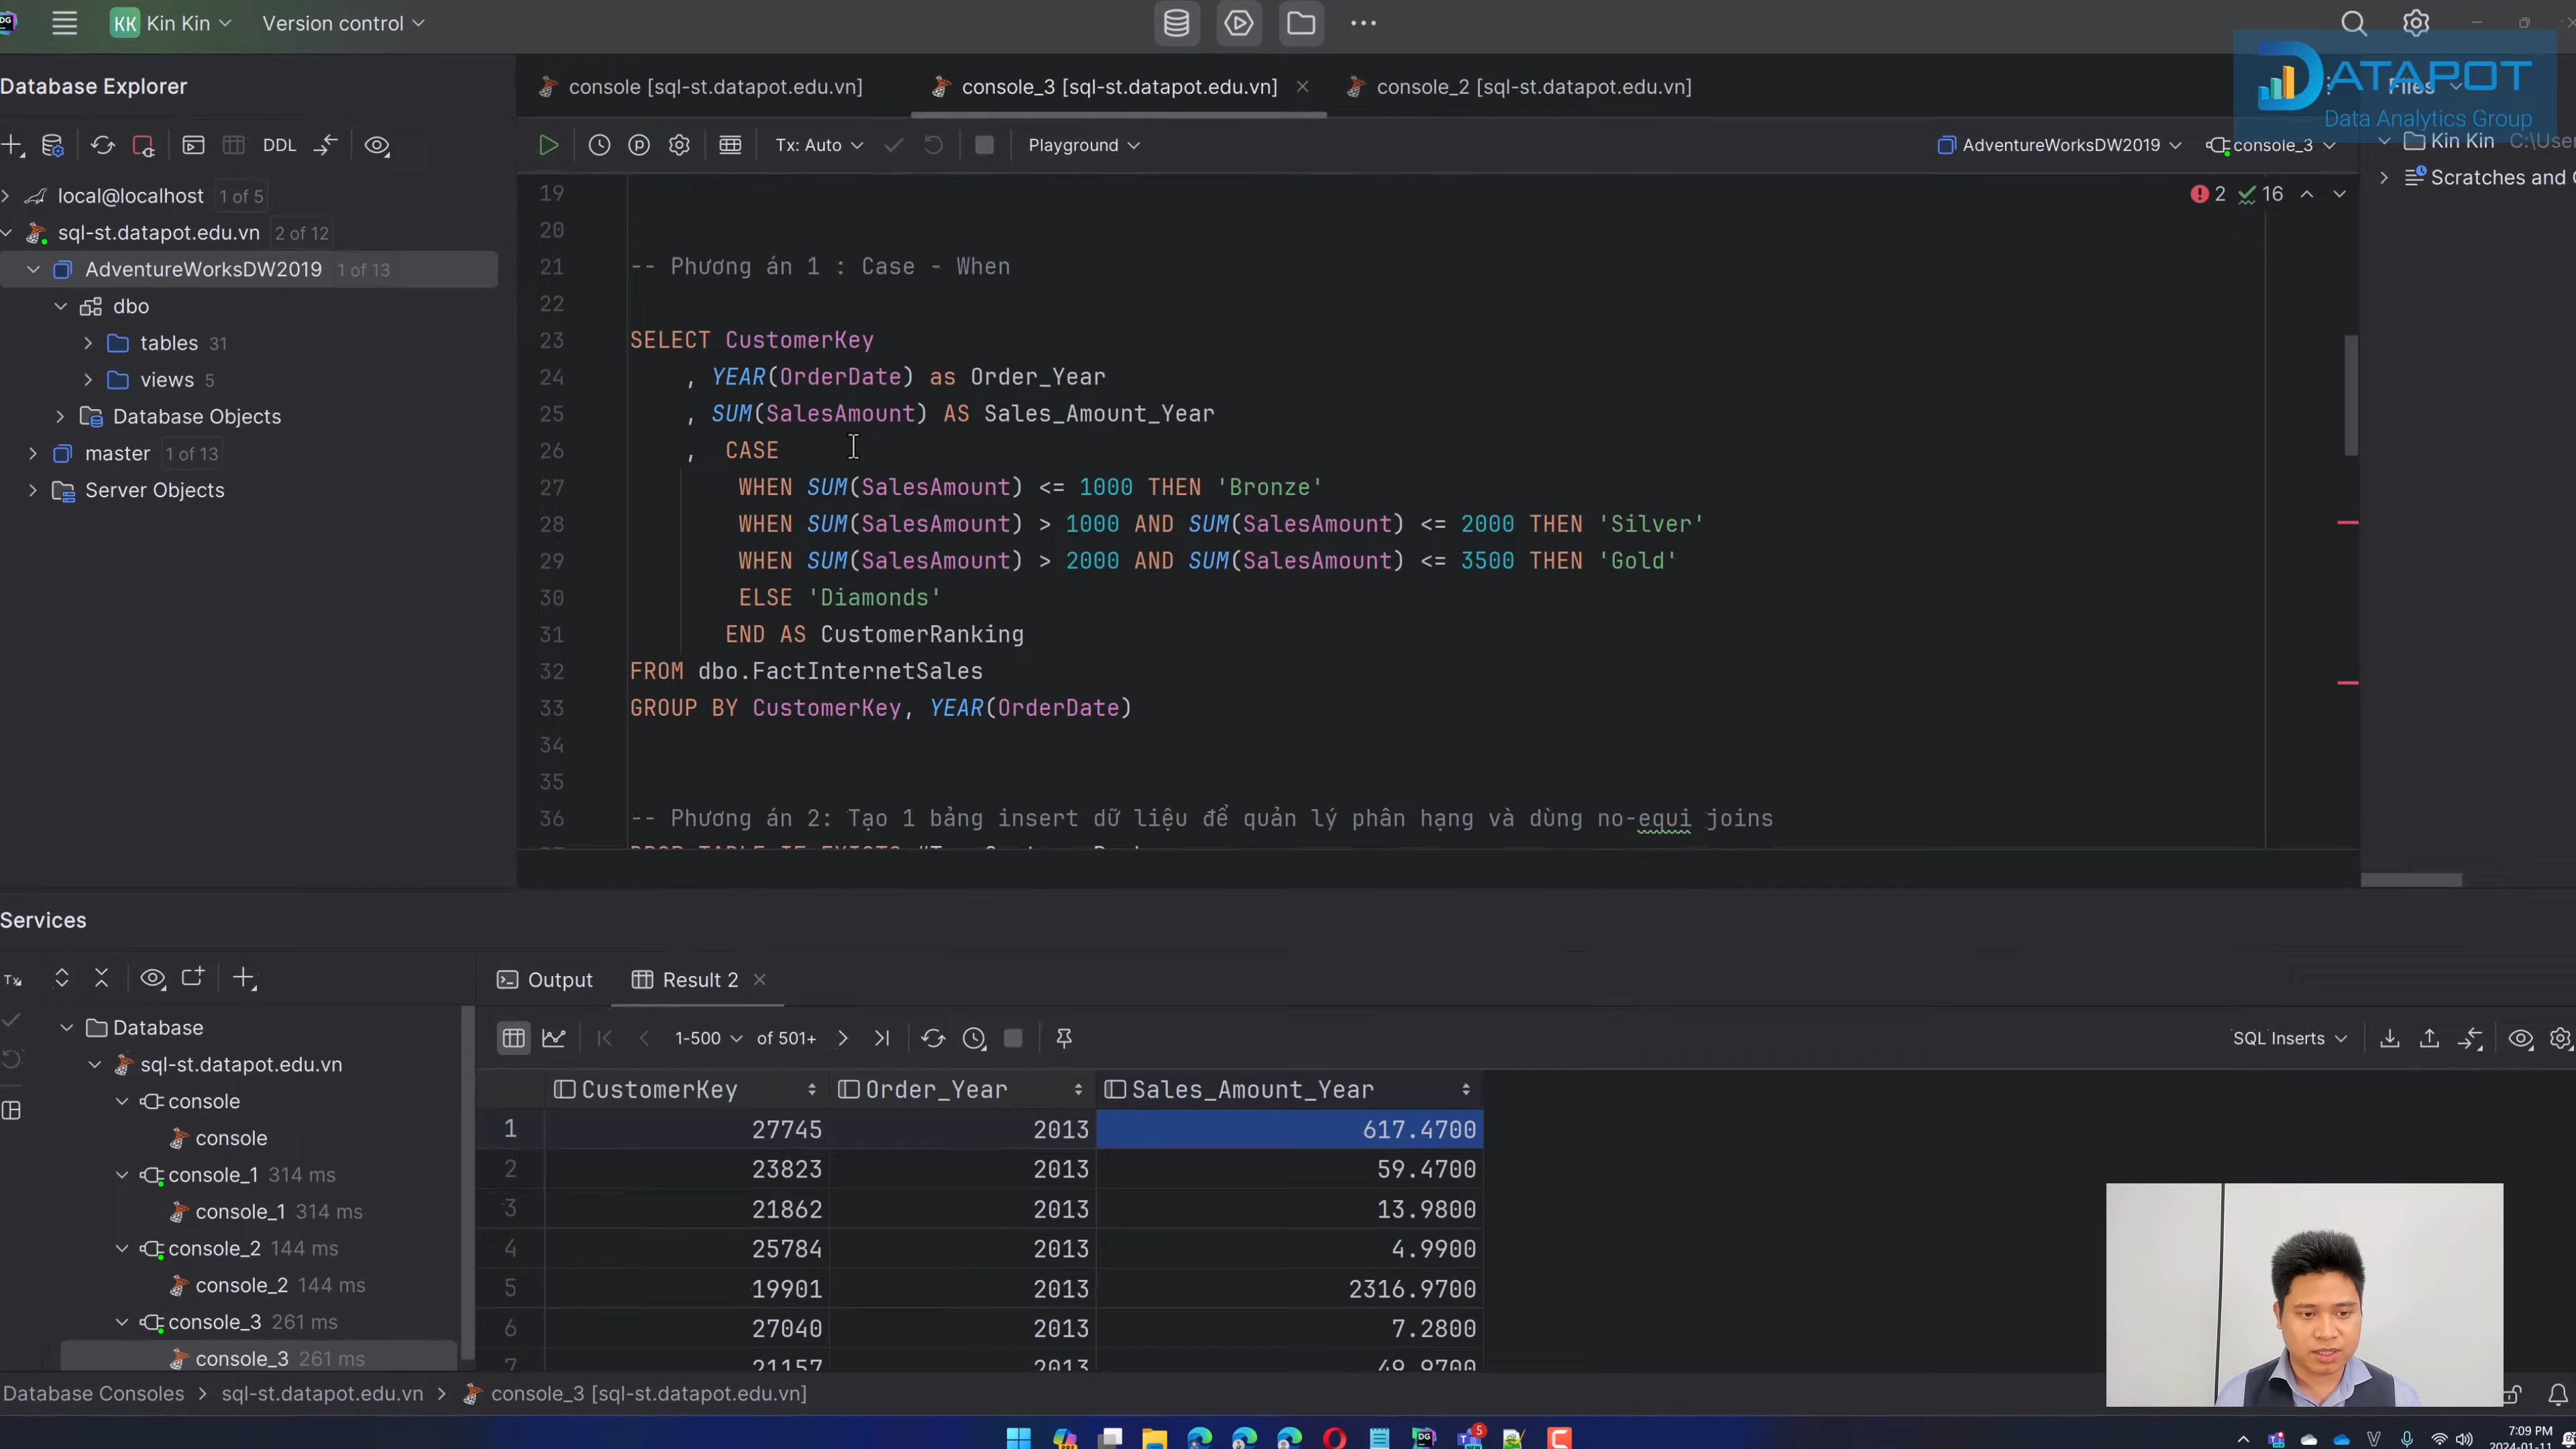 KK Kin Kin
Version control
DATAPOT
Data Analytics Group
Database Explorer
console [sql-st.datapot.edu.vn]
console_3 [sql-st.datapot.edu.vn]
console_2 [sql-st.datapot.edu.vn]
Files
DDL
Tx: Auto
Playground
AdventureWorksDW2019
console_3
Kin Kin C:\User
Scratches and
local@localhost 1 of 5
sql-st.datapot.edu.vn 2 of 12
AdventureWorksDW2019 1 of 13
dbo
tables 31
views 5
Database Objects
master 1 of 13
Server Objects
2 16
19
20
21 -- Phương án 1 : Case - When
22
23 SELECT CustomerKey
24 , YEAR(OrderDate) as Order_Year
25 , SUM(SalesAmount) AS Sales_Amount_Year
26 , CASE
27 WHEN SUM(SalesAmount) <= 1000 THEN 'Bronze'
28 WHEN SUM(SalesAmount) > 1000 AND SUM(SalesAmount) <= 2000 THEN 'Silver'
29 WHEN SUM(SalesAmount) > 2000 AND SUM(SalesAmount) <= 3500 THEN 'Gold'
30 ELSE 'Diamonds'
31 END AS CustomerRanking
32 FROM dbo.FactInternetSales
33 GROUP BY CustomerKey, YEAR(OrderDate)
34
35
36 -- Phương án 2: Tạo 1 bảng insert dữ liệu để quản lý phân hạng và dùng no-equi joins
Services
Tx
Output
Result 2
Database
sql-st.datapot.edu.vn
console
console
console_1 314 ms
console_1 314 ms
console_2 144 ms
console_2 144 ms
console_3 261 ms
console_3 261 ms
1-500 of 501+
SQL Inserts
CustomerKey Order_Year Sales_Amount_Year
1 27745 2013 617.4700
2 23823 2013 59.4700
3 21862 2013 13.9800
4 25784 2013 4.9900
5 19901 2013 2316.9700
6 27040 2013 7.2800
7 21157 2013 48.9700
Database Consoles > sql-st.datapot.edu.vn > console_3 [sql-st.datapot.edu.vn]
7:09 PM
2024-01-11